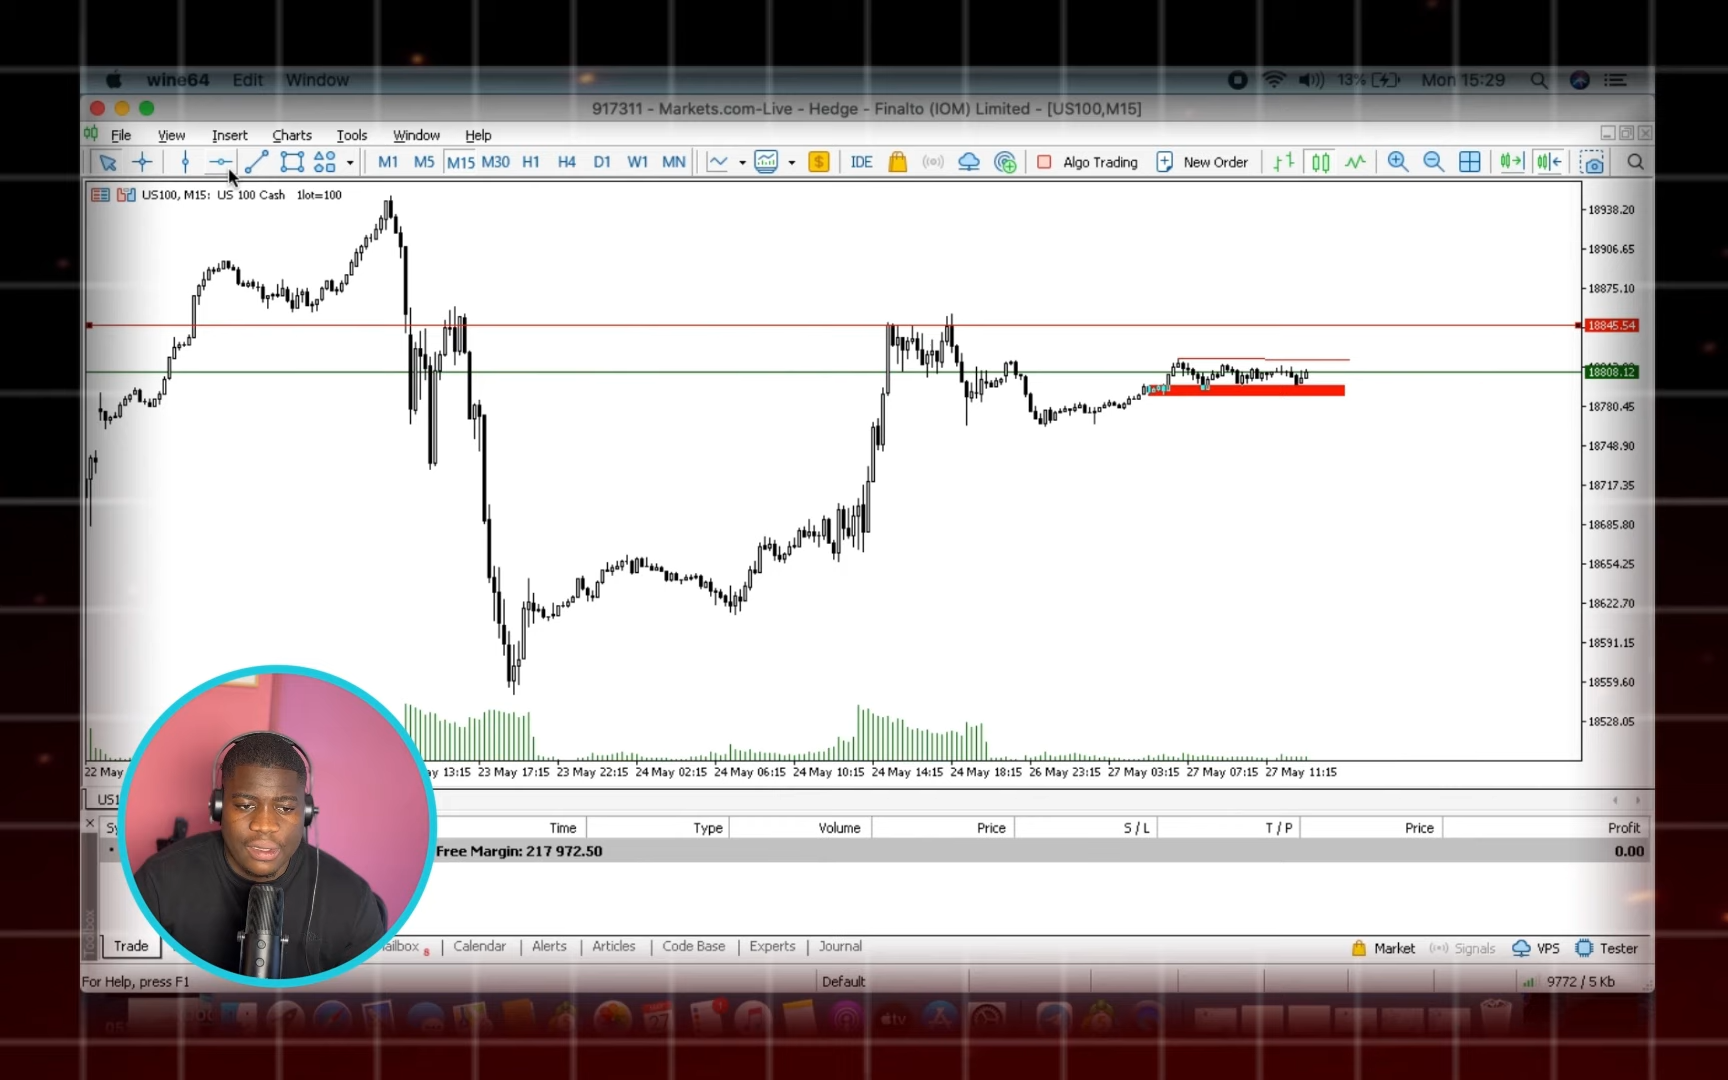 wine64 Edit Window 13% Mon 15:29
917311 - Markets.com-Live - Hedge - Finalto (IOM) Limited - [US100,M15]
File View Insert Charts Tools Window Help
M1 M5 M15 M30 H1 H4 D1 W1 MN IDE Algo Trading New Order
US100, M15: US 100 Cash 1lot=100
18938.20
18906.65
18875.10
18845.54
18808.12
18780.45
18748.90
18717.35
18685.80
18654.25
18622.70
18591.15
18559.60
18528.05
22 May 13:15 23 May 17:15 23 May 22:15 24 May 02:15 24 May 06:15 24 May 10:15 24 May 14:15 24 May 18:15 26 May 23:15 27 May 03:15 27 May 07:15 27 May 11:15
Time Type Volume Price S / L T / P Price Profit
Free Margin: 217 972.50 0.00
Toolbox
Trade Calendar Alerts Articles Code Base Experts Journal Market Signals VPS Tester
For Help, press F1 Default 9772 / 5 Kb